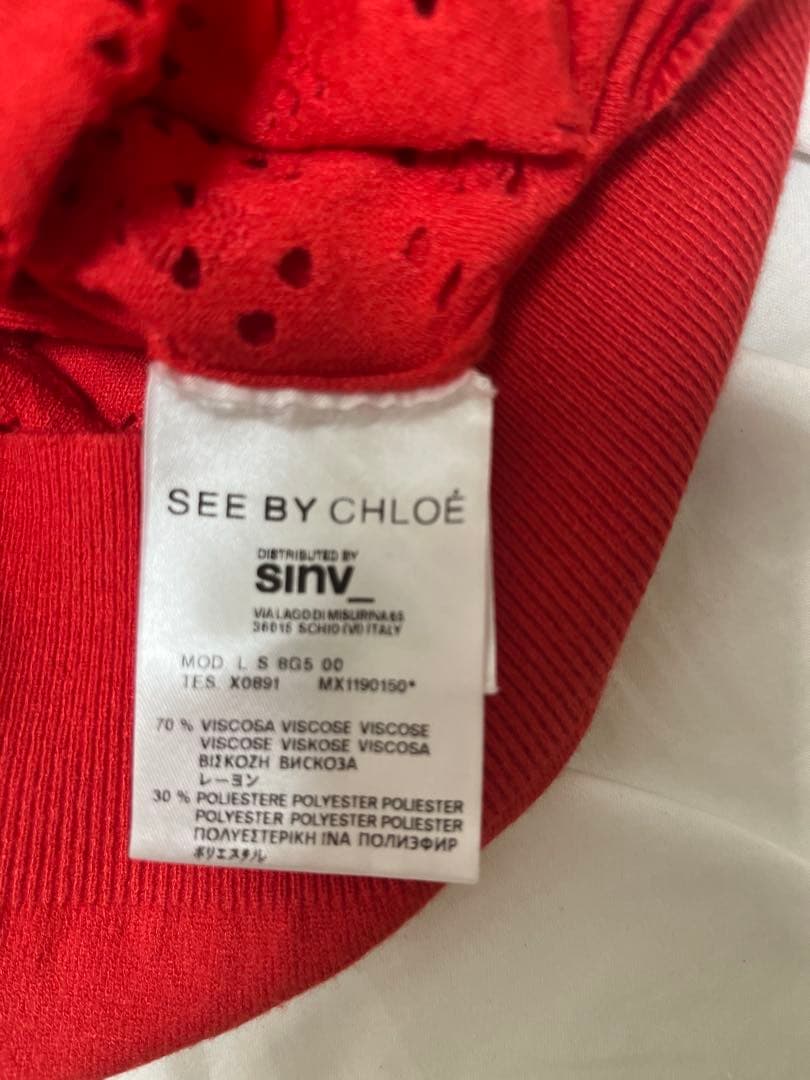 SEE BY CHLOÉ
DISTRIBUTED BY
sinv_
VIA LAGO DI MISURINA 65
36015 SCHIO (VI) ITALY
MOD. L S 8G5 00
TES. X0891 MX1190150*
70 % VISCOSA VISCOSE VISCOSE
VISCOSE VISKOSE VISCOSA
ΒΙΣΚΟΖΗ ВИСКОЗА
レーヨン
30 % POLIESTERE POLYESTER POLIESTER
POLYESTER POLYESTER POLIESTER
ΠΟΛΥΕΣΤΕΡΙΚΗ ΙΝΑ ПОЛИЭФИР
ポリエステル